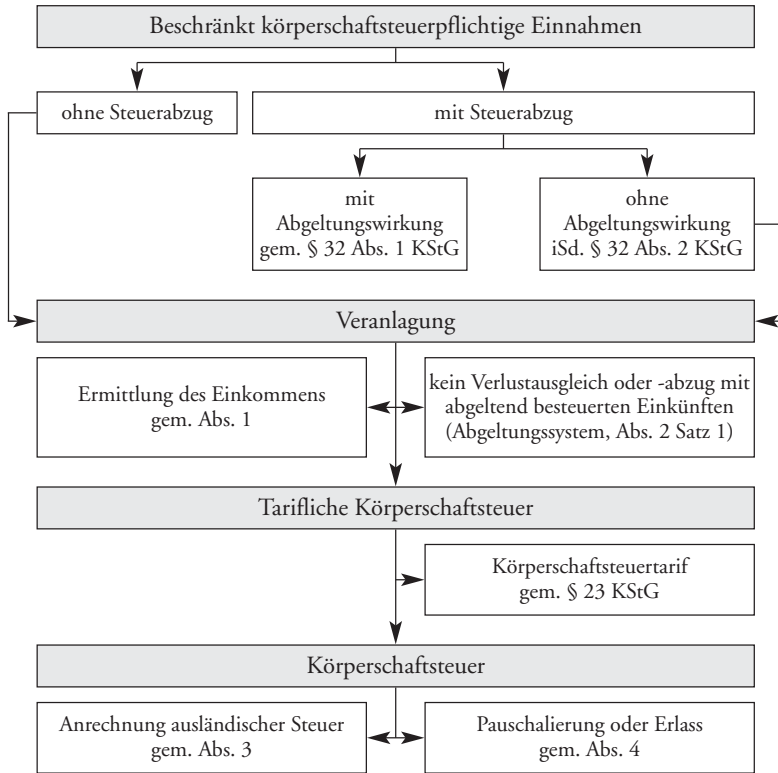 Beschränkt körperschaftsteuerpflichtige Einnahmen
ohne Steuerabzug
mit Steuerabzug
mit
Abgeltungswirkung
gem. § 32 Abs. 1 KStG
ohne
Abgeltungswirkung
iSd. § 32 Abs. 2 KStG
Veranlagung
Ermittlung des Einkommens
gem. Abs. 1
kein Verlustausgleich oder -abzug mit
abgeltend besteuerten Einkünften
(Abgeltungssystem, Abs. 2 Satz 1)
Tarifliche Körperschaftsteuer
Körperschaftsteuertarif
gem. § 23 KStG
Körperschaftsteuer
Anrechnung ausländischer Steuer
gem. Abs. 3
Pauschalierung oder Erlass
gem. Abs. 4